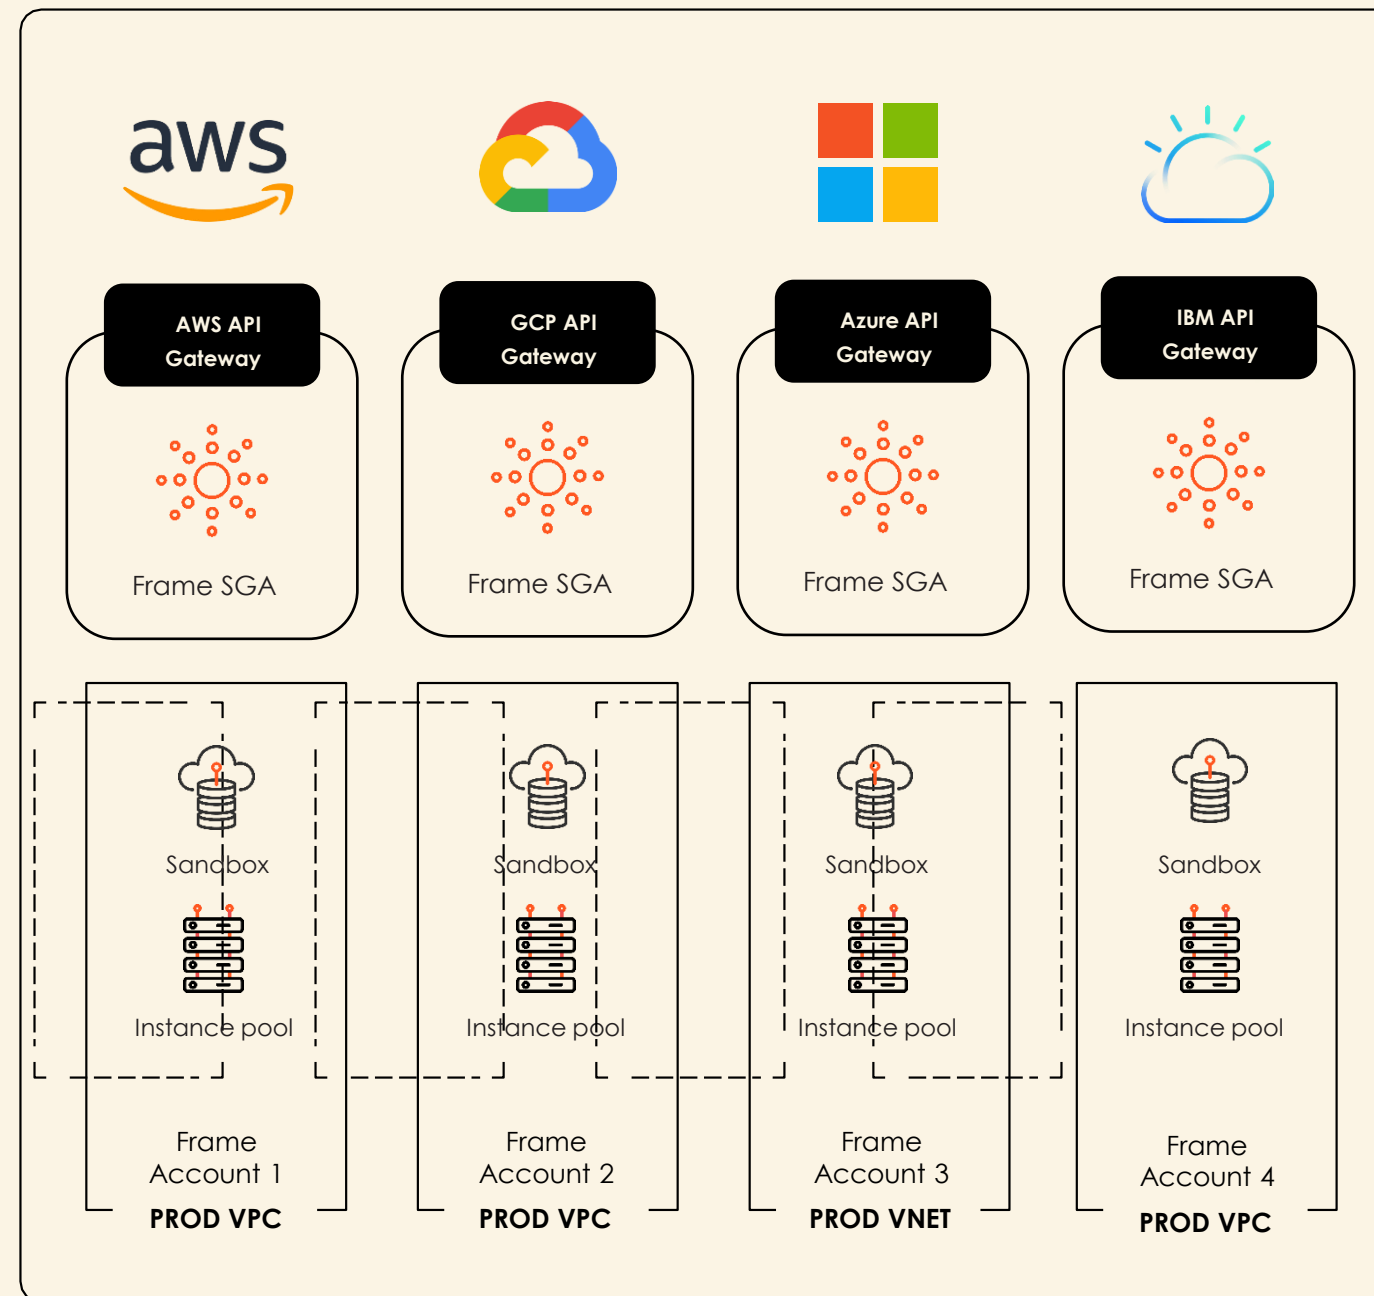 aws
AWS API
Gateway
GCP API
Gateway
Azure API
Gateway
IBM API
Gateway
Frame SGA
Frame SGA
Frame SGA
Frame SGA
Sandbox
Sandbox
Sandbox
Sandbox
Instance pool
Instance pool
Instance pool
Instance pool
Frame
Account 1
PROD VPC
Frame
Account 2
PROD VPC
Frame
Account 3
PROD VNET
Frame
Account 4
PROD VPC